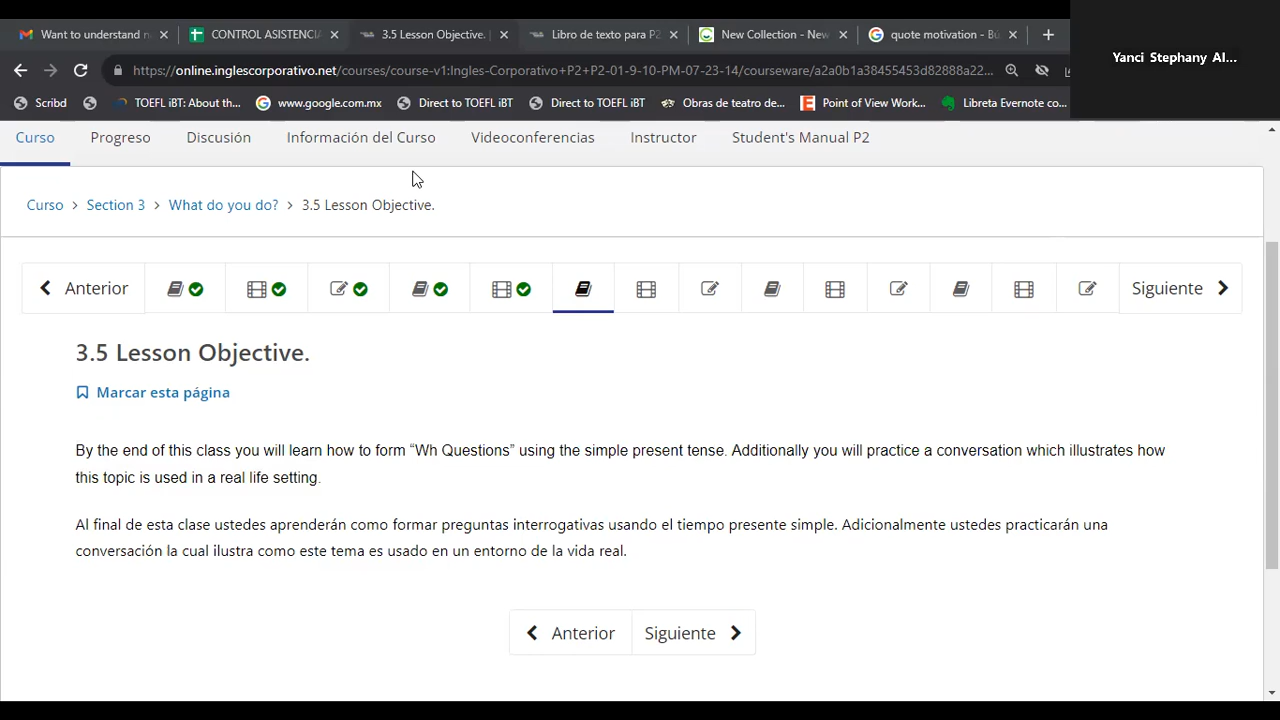 Want to understand n
CONTROL ASISTENCIA
3.5 Lesson Objective.
Libro de texto para P2
New Collection - New
quote motivation - Bú
https://online.inglescorporativo.net/courses/course-v1:Ingles-Corporativo+P2+P2-01-9-10-PM-07-23-14/courseware/a2a0b1a38455453d82888a22...
Yanci Stephany Al...
Scribd
TOEFL iBT: About th...
www.google.com.mx
Direct to TOEFL iBT
Direct to TOEFL iBT
Obras de teatro de...
Point of View Work...
Libreta Evernote co...
Curso
Progreso
Discusión
Información del Curso
Videoconferencias
Instructor
Student's Manual P2
Curso > Section 3 > What do you do? > 3.5 Lesson Objective.
Anterior
Siguiente
3.5 Lesson Objective.
Marcar esta página
By the end of this class you will learn how to form “Wh Questions” using the simple present tense. Additionally you will practice a conversation which illustrates how
this topic is used in a real life setting.
Al final de esta clase ustedes aprenderán como formar preguntas interrogativas usando el tiempo presente simple. Adicionalmente ustedes practicarán una
conversación la cual ilustra como este tema es usado en un entorno de la vida real.
Anterior
Siguiente